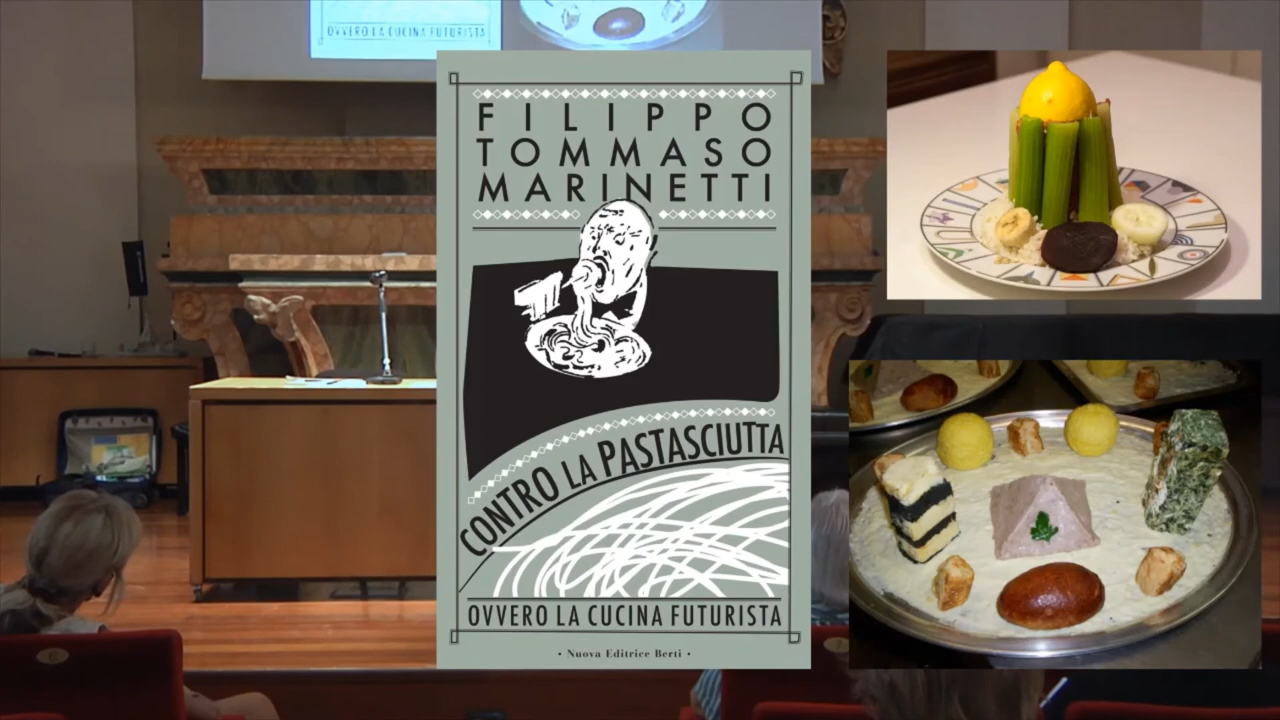 OVVERO LA CUCINA FUTURISTA
FILIPPO
TOMMASO
MARINETTI
CONTRO LA PASTASCIUTTA
OVVERO LA CUCINA FUTURISTA
• Nuova Editrice Berti •